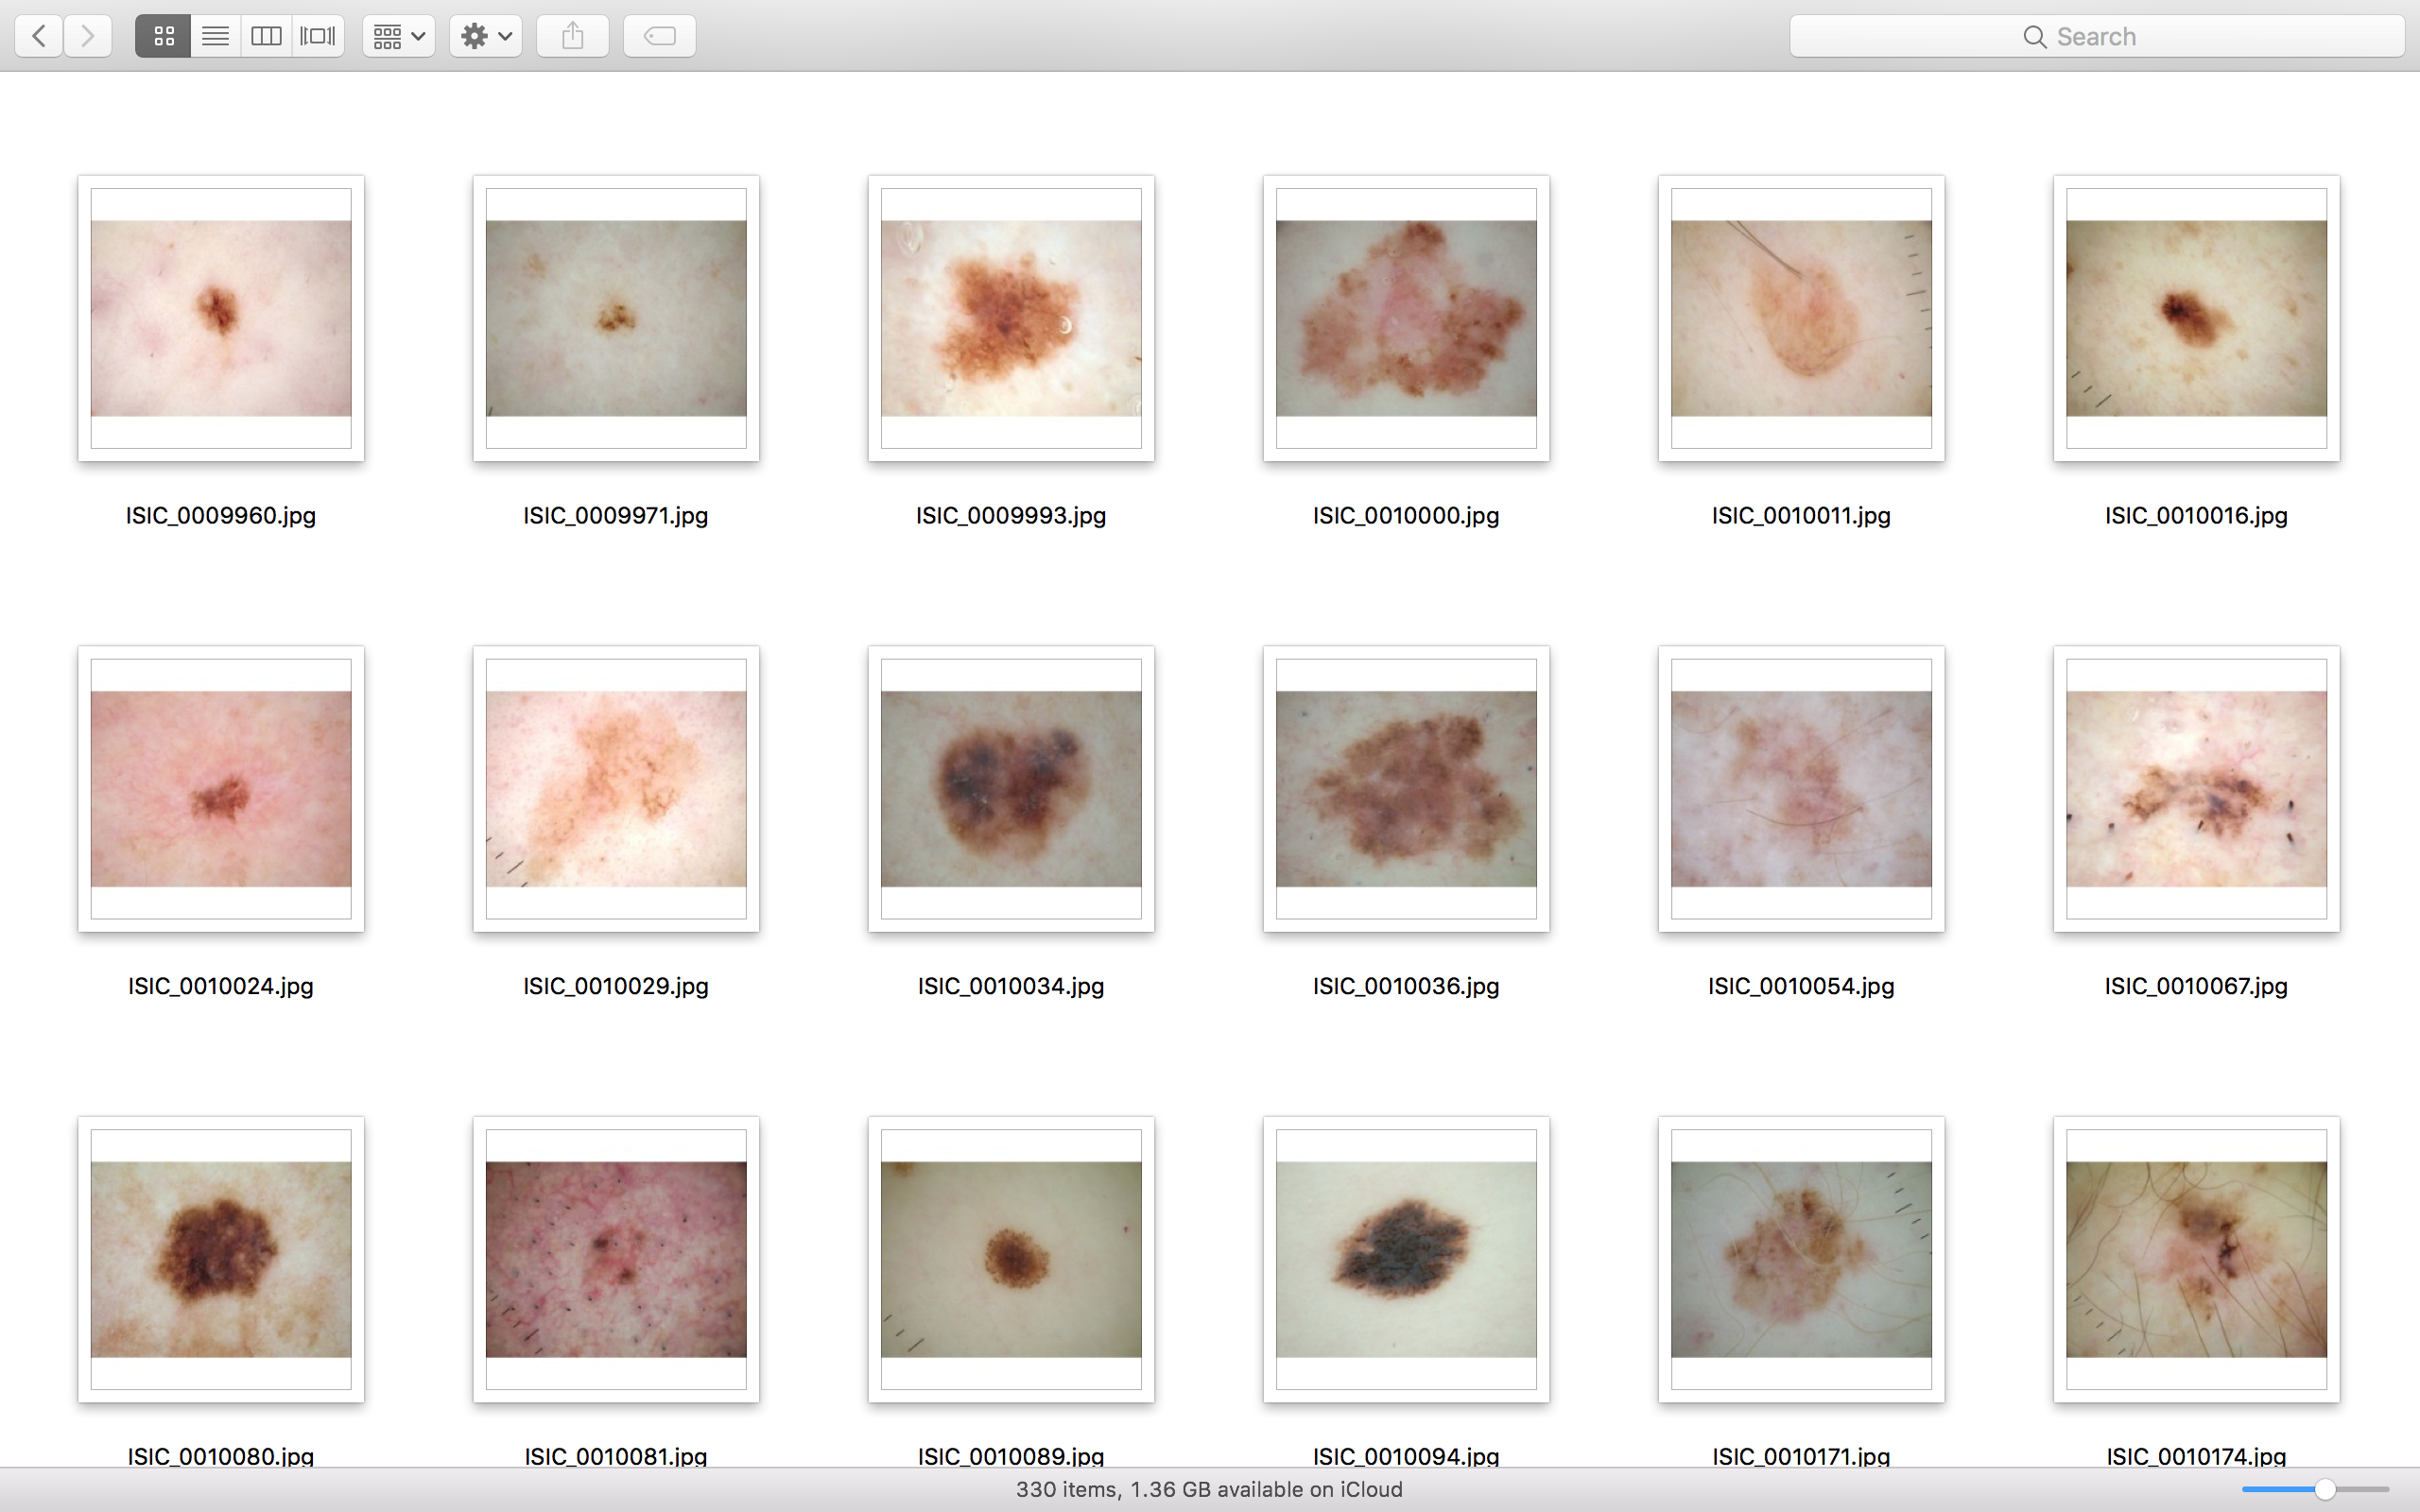 Search
ISIC_0009960.jpg
ISIC_0009971.jpg
ISIC_0009993.jpg
ISIC_0010000.jpg
ISIC_0010011.jpg
ISIC_0010016.jpg
ISIC_0010024.jpg
ISIC_0010029.jpg
ISIC_0010034.jpg
ISIC_0010036.jpg
ISIC_0010054.jpg
ISIC_0010067.jpg
ISIC_0010080.jpg
ISIC_0010081.jpg
ISIC_0010089.jpg
ISIC_0010094.jpg
ISIC_0010171.jpg
ISIC_0010174.jpg
330 items, 1.36 GB available on iCloud